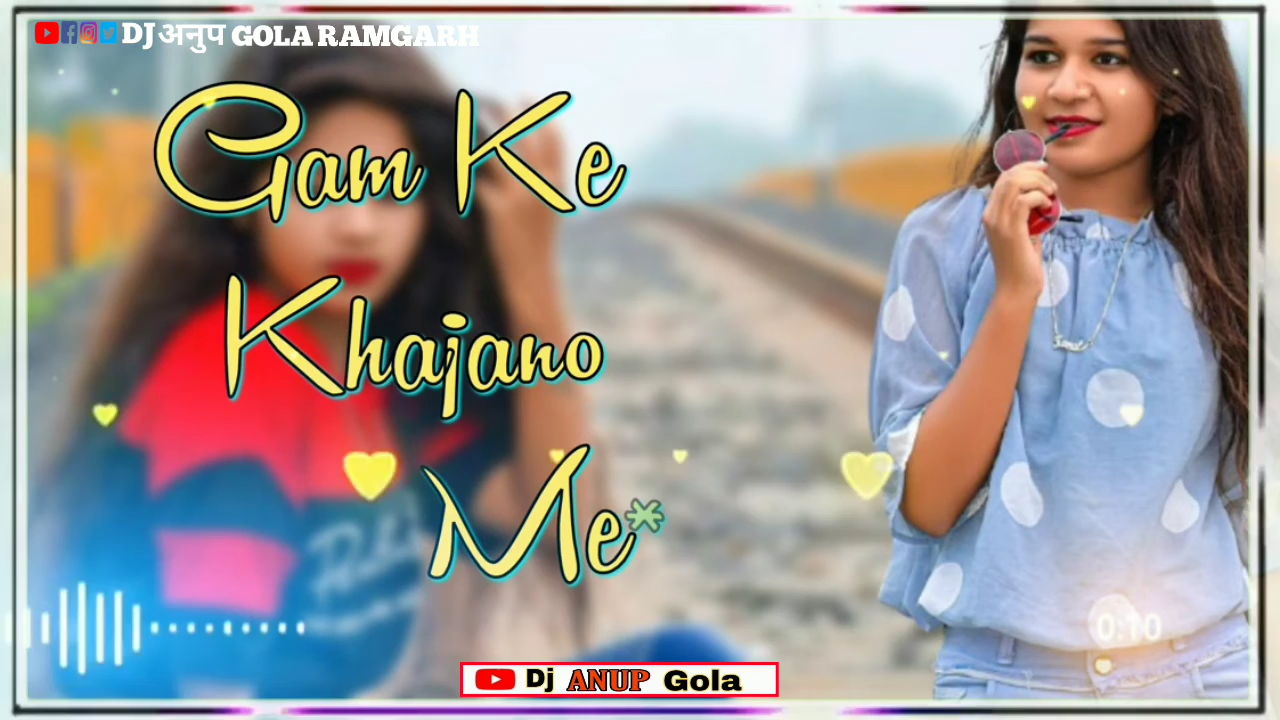 DJ अनुप GOLA RAMGARH
Gam Ke
Khajano
Me*
0:10
Dj ANUP Gola